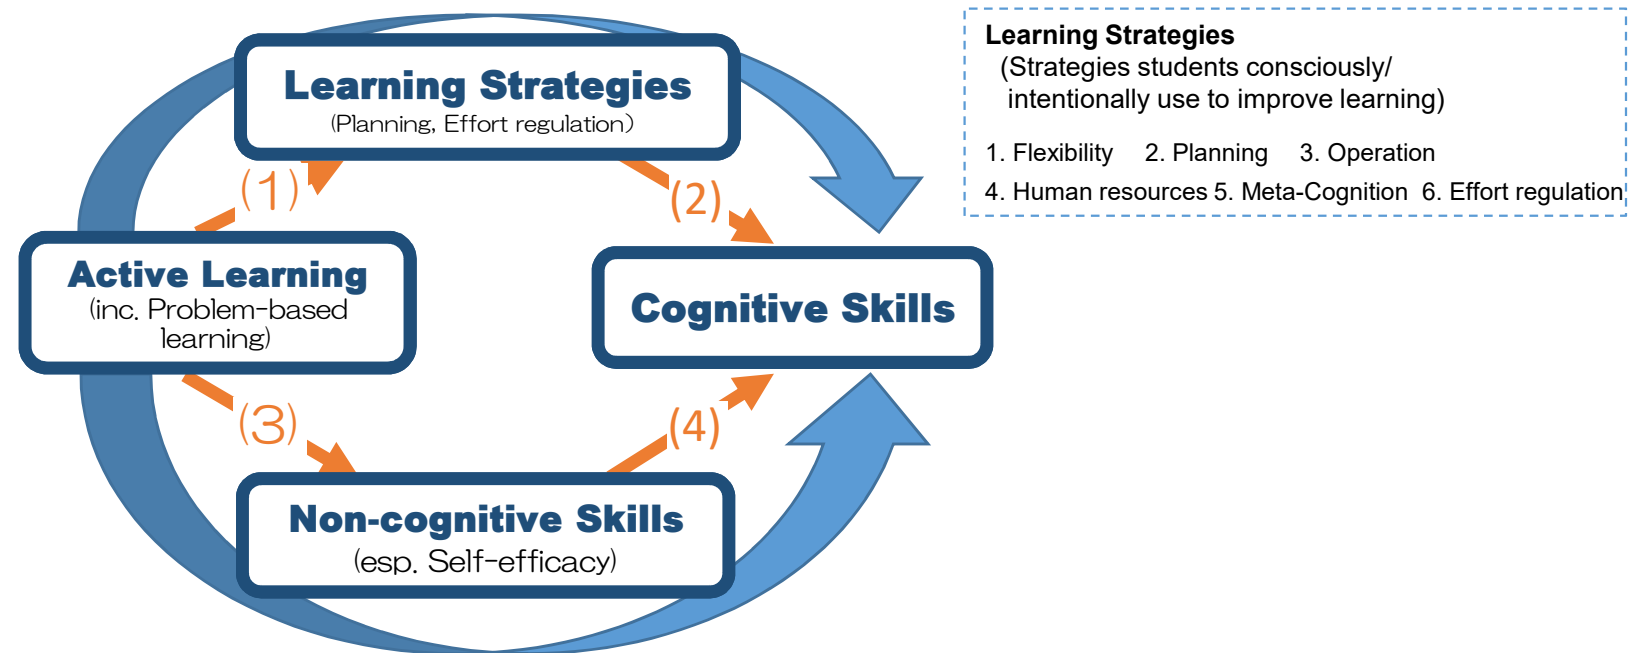 Learning Strategies
(Planning, Effort regulation)
(1)
(2)
Active Learning
(inc. Problem-based
learning)
Cognitive Skills
(3)
(4)
Non-cognitive Skills
(esp. Self-efficacy)
Learning Strategies
(Strategies students consciously/
intentionally use to improve learning)
1. Flexibility 2. Planning 3. Operation
4. Human resources 5. Meta-Cognition 6. Effort regulation